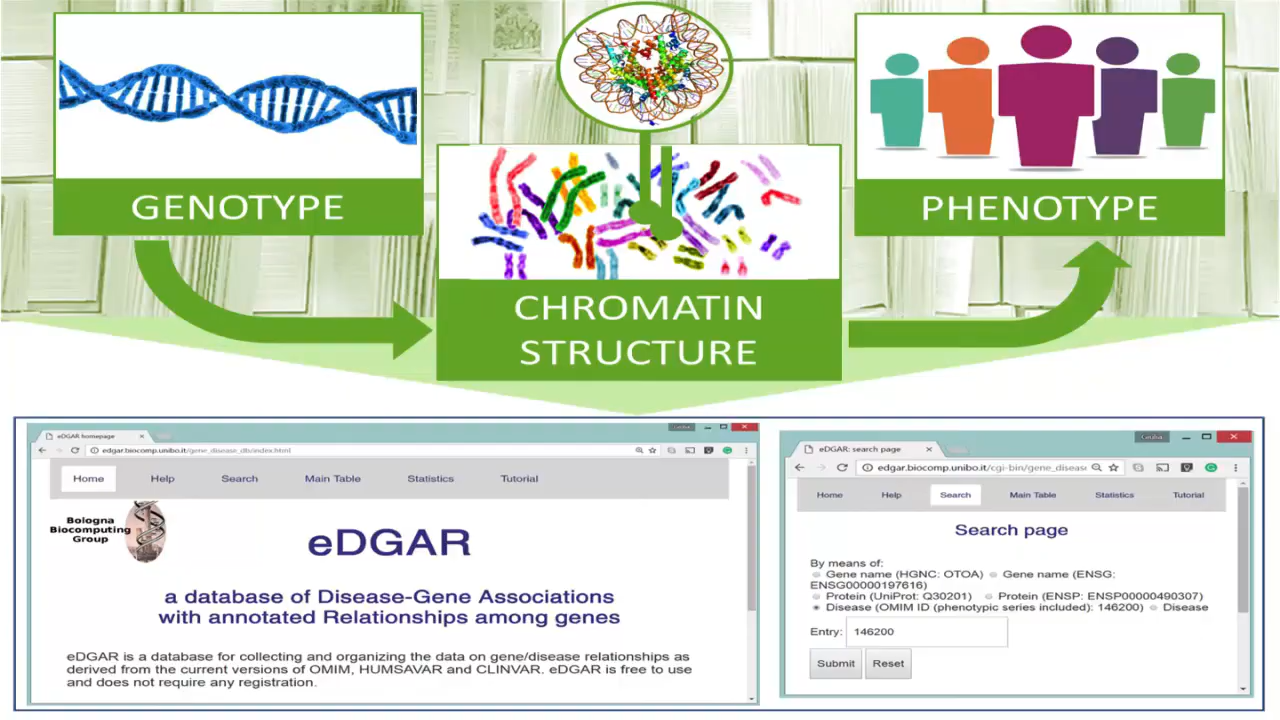 GENOTYPE
CHROMATIN
STRUCTURE
PHENOTYPE
eDGAR homepage
Giulia
edgar.biocomp.unibo.it/gene_disease_db/index.html
Home Help Search Main Table Statistics Tutorial
Bologna
Biocomputing
Group
eDGAR
a database of Disease-Gene Associations
with annotated Relationships among genes
eDGAR is a database for collecting and organizing the data on gene/disease relationships as
derived from the current versions of OMIM, HUMSAVAR and CLINVAR. eDGAR is free to use
and does not require any registration.
eDGAR: search page
Giulia
edgar.biocomp.unibo.it/cgi-bin/gene_disease
Home Help Search Main Table Statistics Tutorial
Search page
By means of:
Gene name (HGNC: OTOA) Gene name (ENSG:
ENSG00000197616)
Protein (UniProt: Q30201) Protein (ENSP: ENSP00000490307)
Disease (OMIM ID (phenotypic series included): 146200) Disease
Entry: 146200
Submit Reset